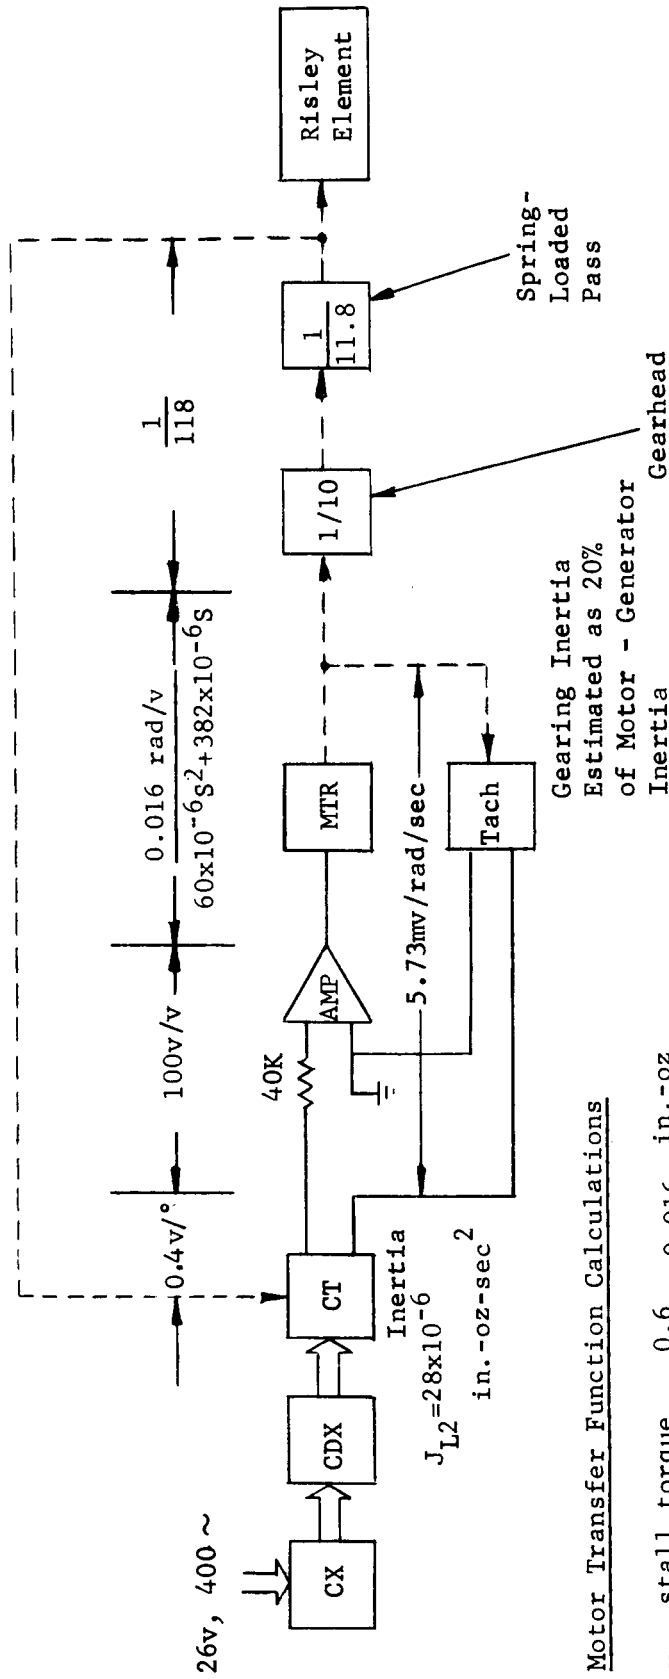 26v, 400 ~
CX
CDX
CT
Inertia
J_L2=28x10^-6
in.-oz-sec^2
0.4v/°
100v/v
0.016 rad/v
60x10^-6S^2+382x10^-6S
1
118
40K
AMP
MTR
5.73mv/rad/sec
Tach
1/10
1
11.8
Risley
Element
Spring-
Loaded
Pass
Gearhead
Gearing Inertia
Estimated as 20%
of Motor - Generator
Inertia
Motor Transfer Function Calculations
stall torque 0.6 0.016 in.-oz